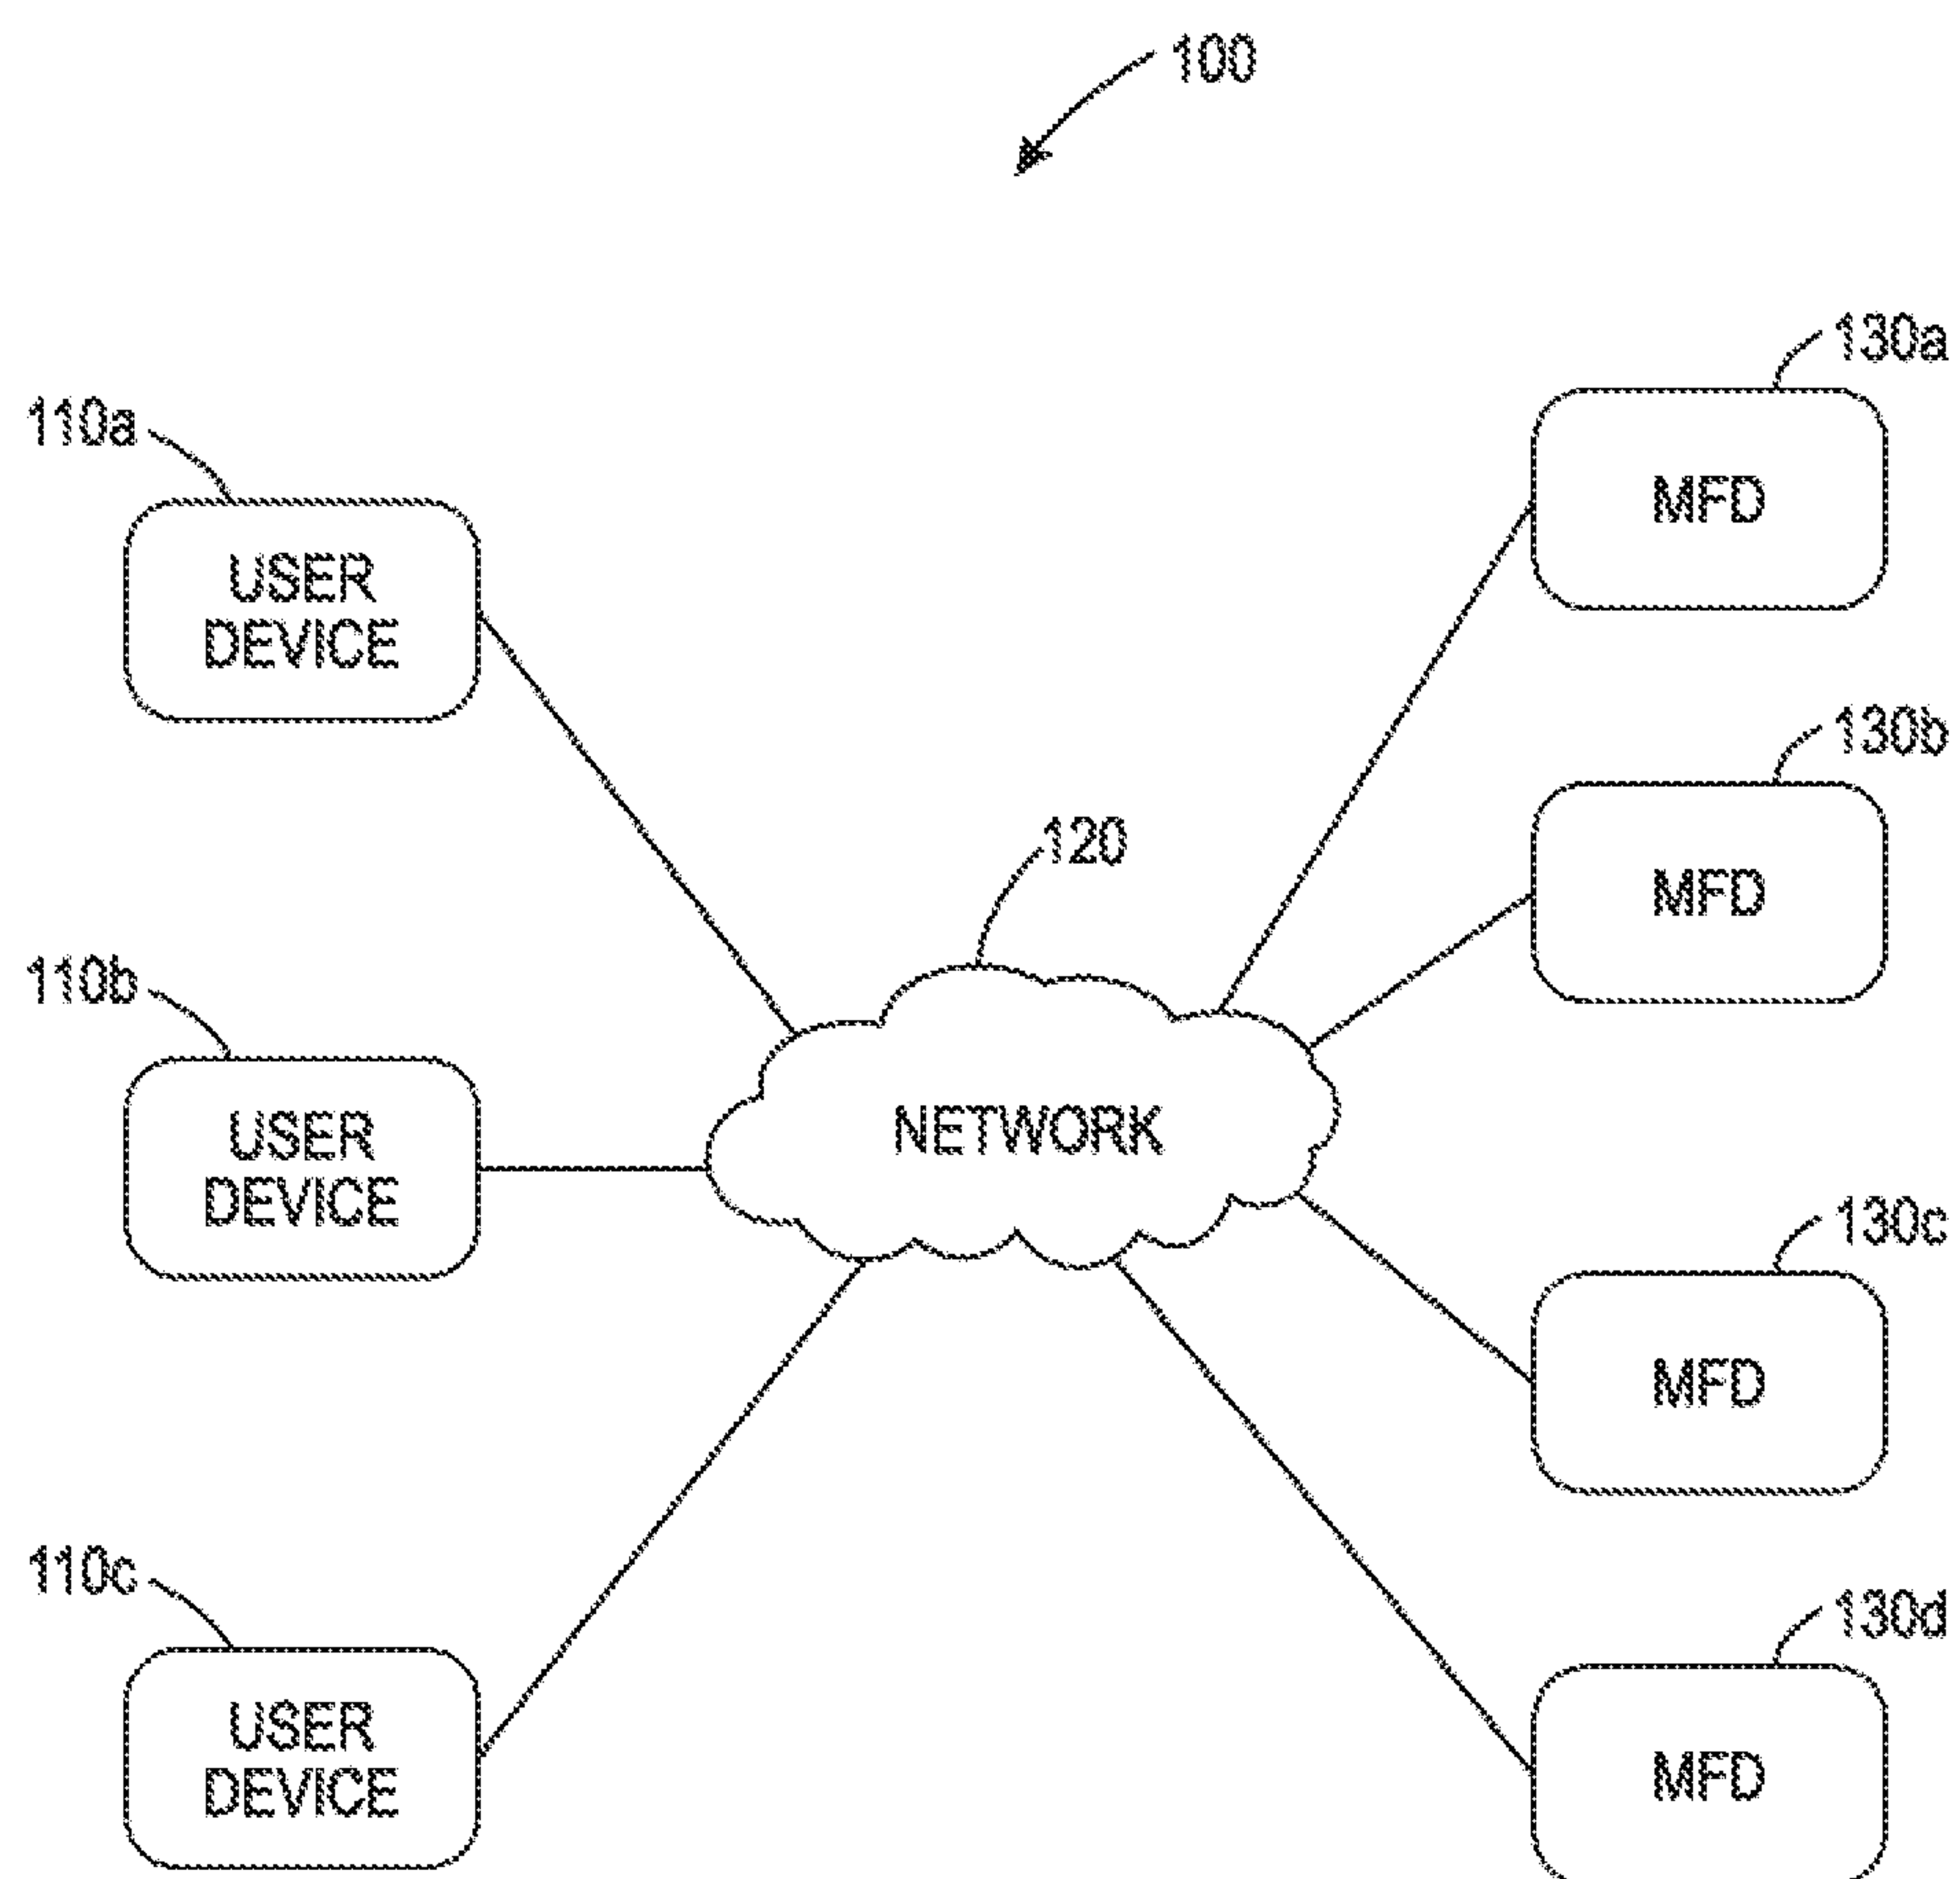 100
130a
110a
MFD
USER
DEVICE
130b
120
MFD
110b
NETWORK
USER
DEVICE
130c
MFD
110c
130d
USER
DEVICE
MFD